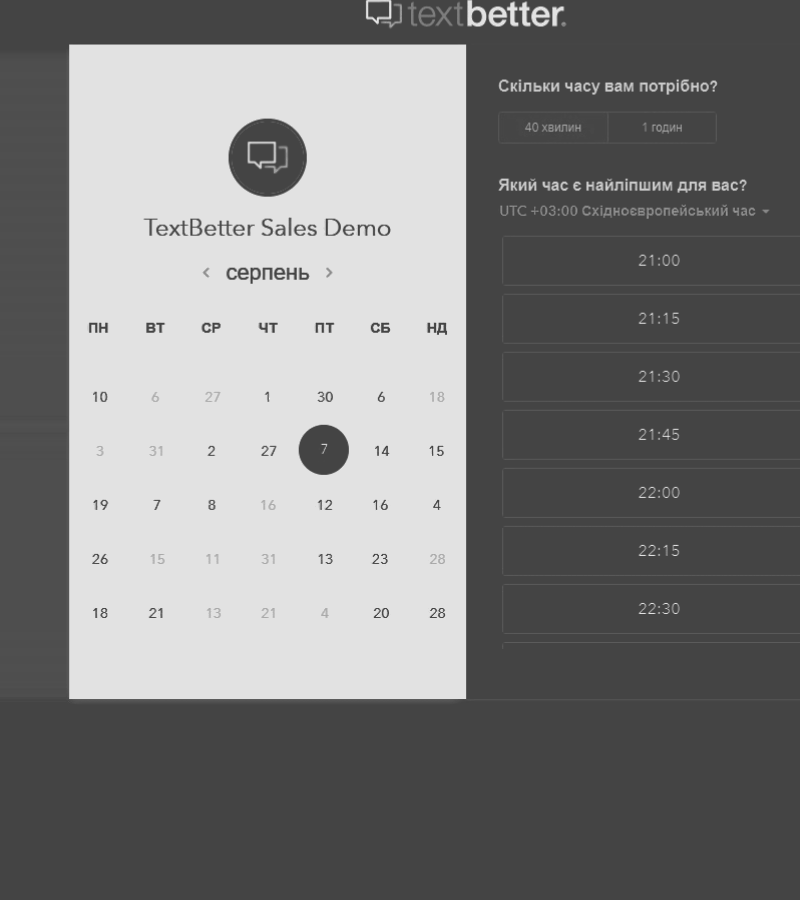 textbetter.
TextBetter Sales Demo
серпень
ПН ВТ СР ЧТ ПТ СБ НД
10 6 27 1 30 6 18
3 31 2 27 7 14 15
19 7 8 16 12 16 4
26 15 11 31 13 23 28
18 21 13 21 4 20 28
Скільки часу вам потрібно?
40 хвилин 1 годин
Який час є найліпшим для вас?
UTC +03:00 Східноєвропейський час
21:00
21:15
21:30
21:45
22:00
22:15
22:30